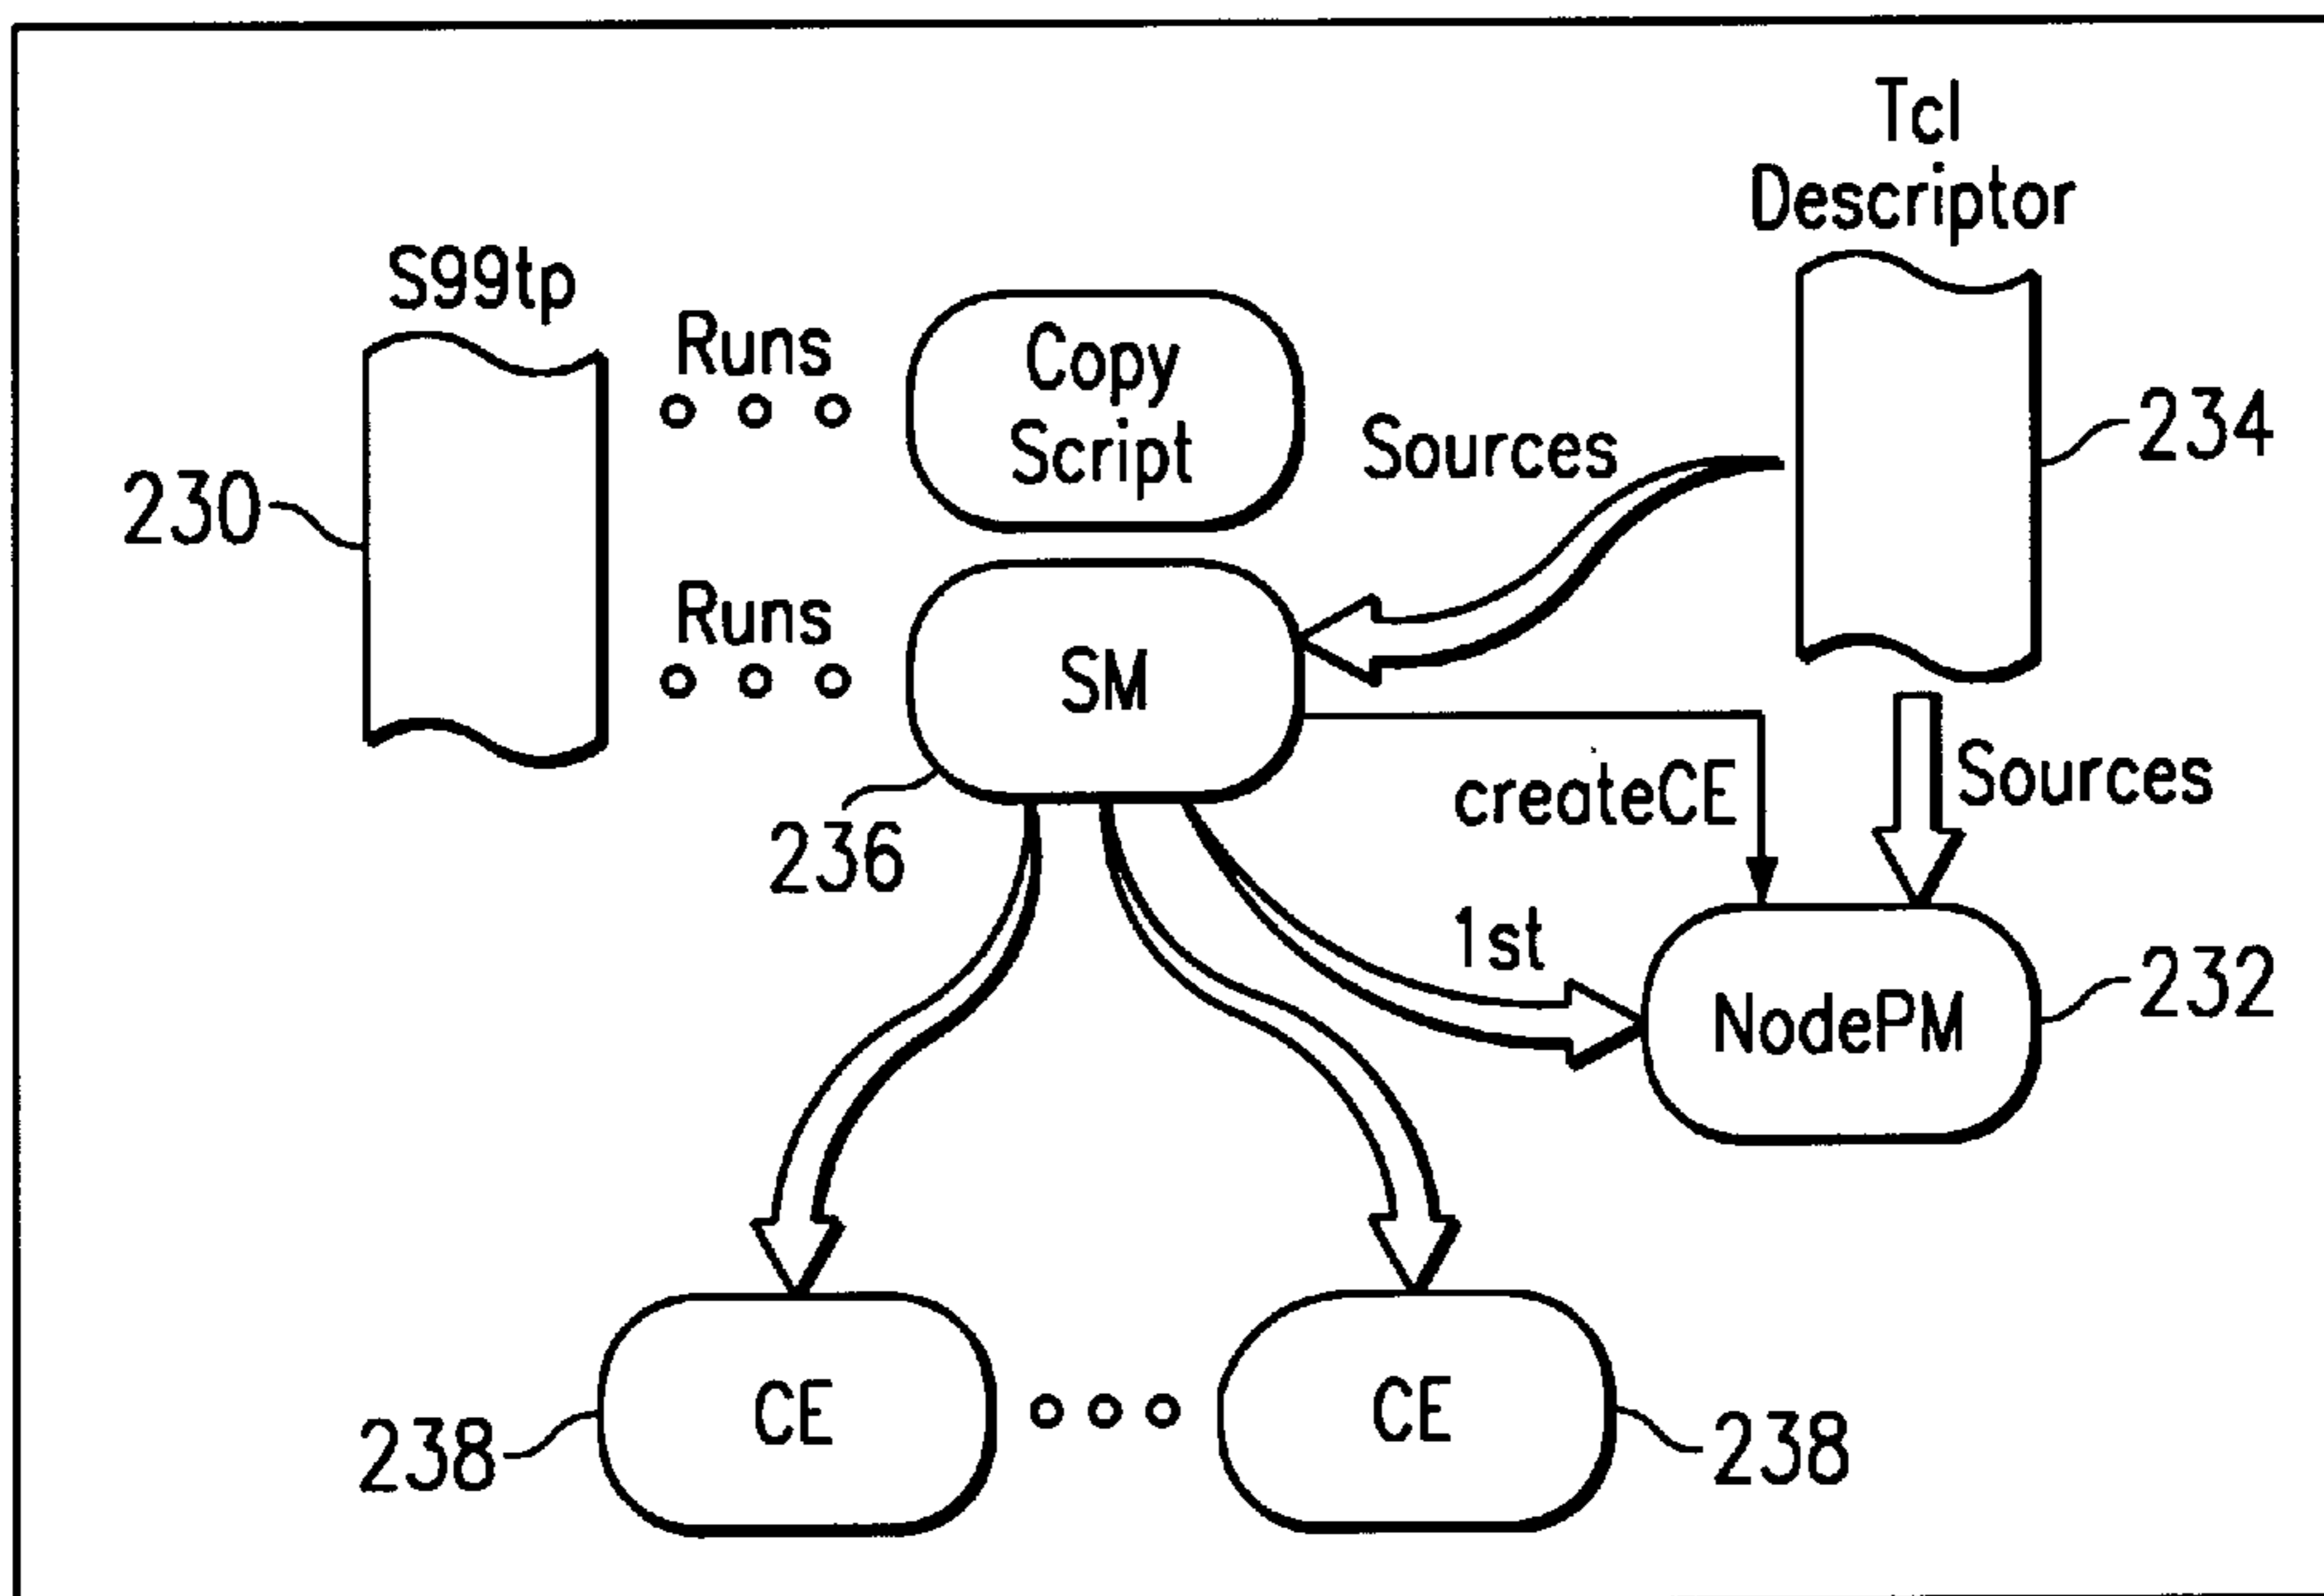 Tcl
Descriptor
S99tp
Runs
Copy
Script
Sources
234
230
Runs
SM
createCE
Sources
236
1st
NodePM
232
CE
CE
238
238